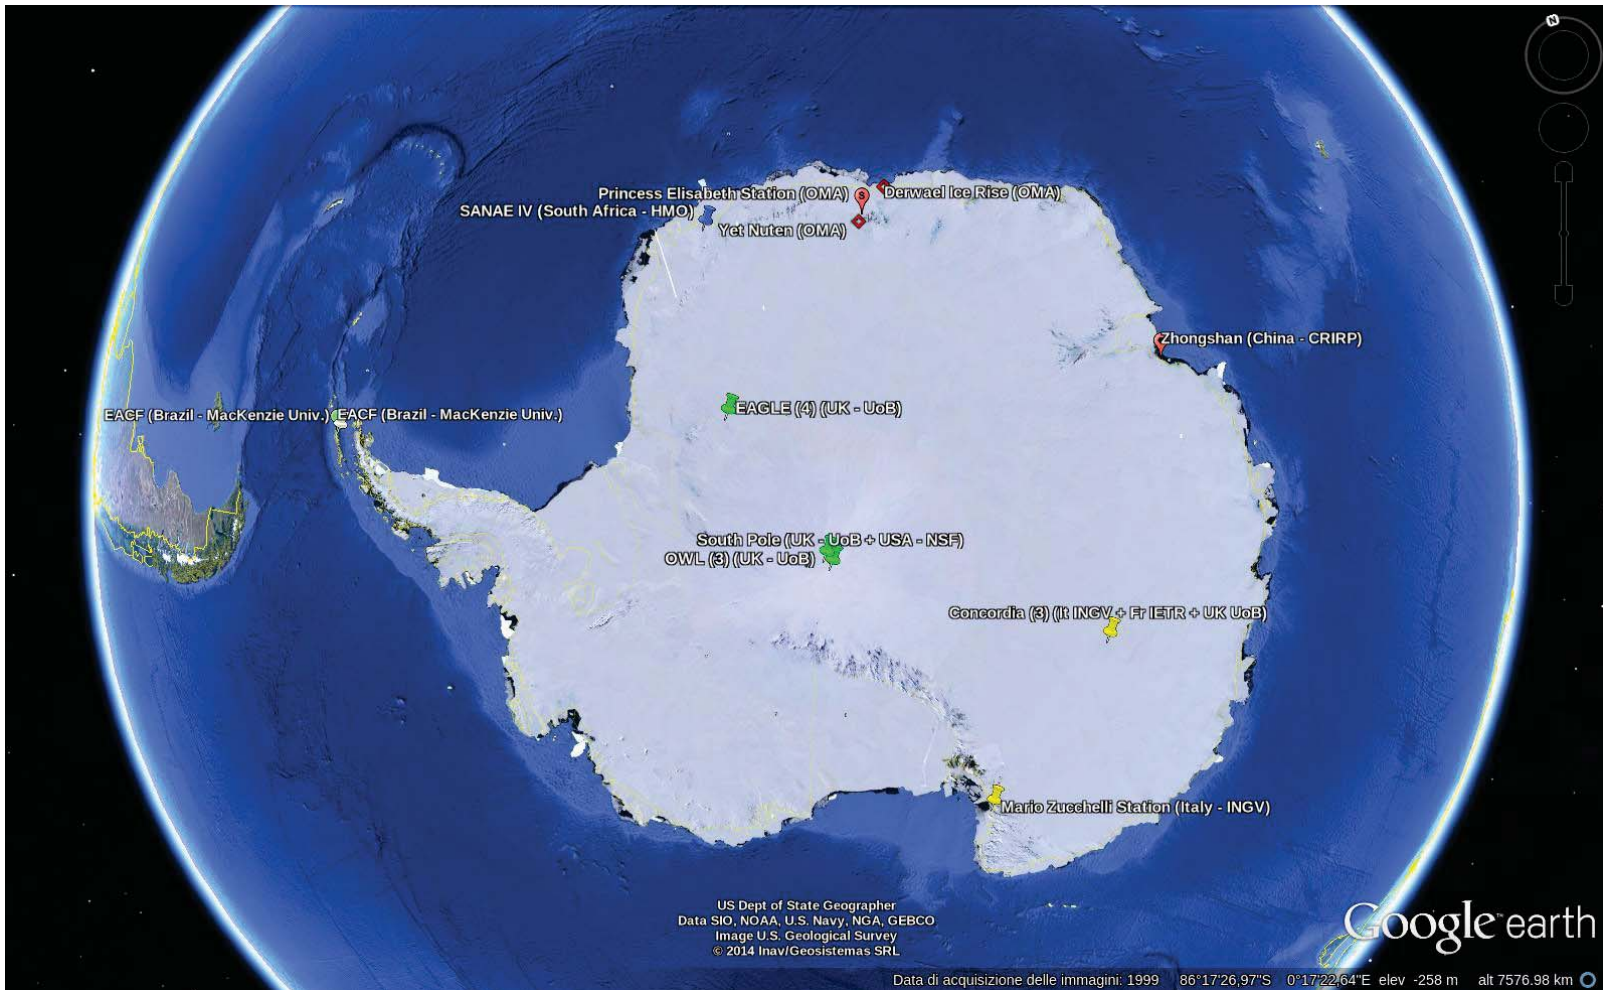 N
Princess Elisabeth Station (OMA)
S
Derwael Ice Rise (OMA)
SANAE IV (South Africa - HMO)
Yet Nuten (OMA)
Zhongshan (China - CRIRP)
EAGLE (4) (UK - UoB)
EACF (Brazil - MacKenzie Univ.)
EACF (Brazil - MacKenzie Univ.)
South Pole (UK - UoB + USA - NSF)
OWL (3) (UK - UoB)
Concordia (3) (It INGV + Fr IETR + UK UoB)
Mario Zucchelli Station (Italy - INGV)
US Dept of State Geographer
Data SIO, NOAA, U.S. Navy, NGA, GEBCO
Image U.S. Geological Survey
© 2014 Inav/Geosistemas SRL
Google earth
Data di acquisizione delle immagini: 1999 86°17'26,97"S 0°17'22,64"E elev -258 m alt 7576.98 km